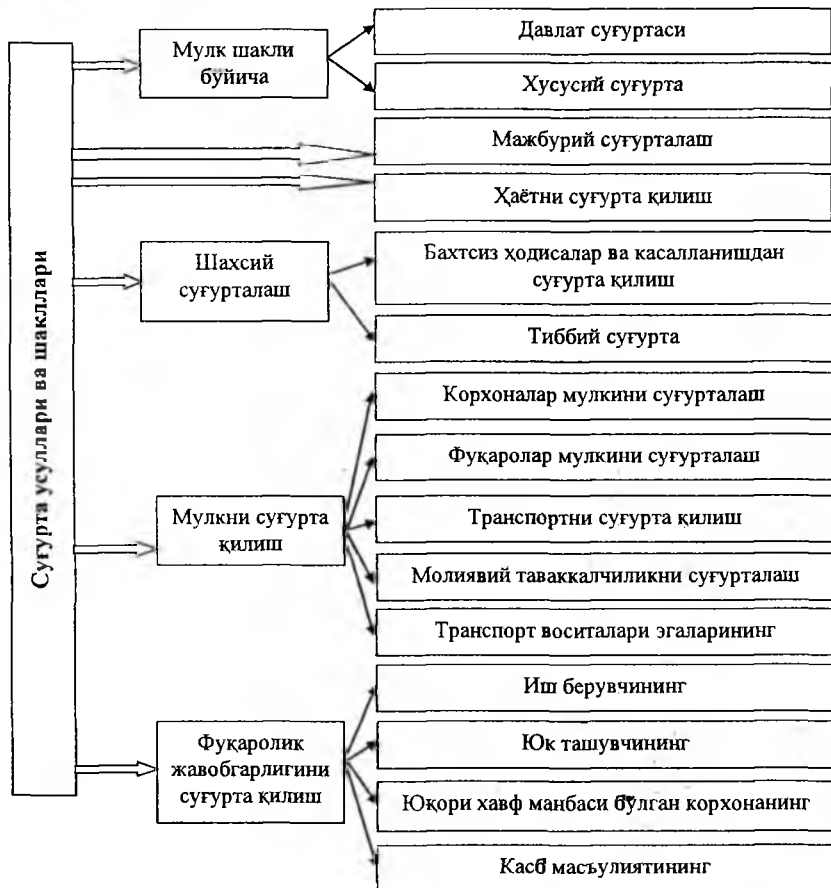 Суғурта усуллари ва шакллари
Мулк шакли
буйича
Давлат суғуртаси
Хусусий суғурта
Мажбурий суғурталаш
Ҳаётни суғурта қилиш
Шахсий
суғурталаш
Бахтсиз ҳодисалар ва касалланишдан
суғурта қилиш
Тиббий суғурта
Мулкни суғурта
қилиш
Корхоналар мулкини суғурталаш
Фуқаролар мулкини суғурталаш
Транспортни суғурта қилиш
Молиявий таваккалчиликни суғурталаш
Транспорт воситалари эгаларининг
Фуқаролик
жавобгарлигини
суғурта қилиш
Иш берувчининг
Юк ташувчининг
Юқори хавф манбаси бўлган корхонанинг
Касб масъулиятининг